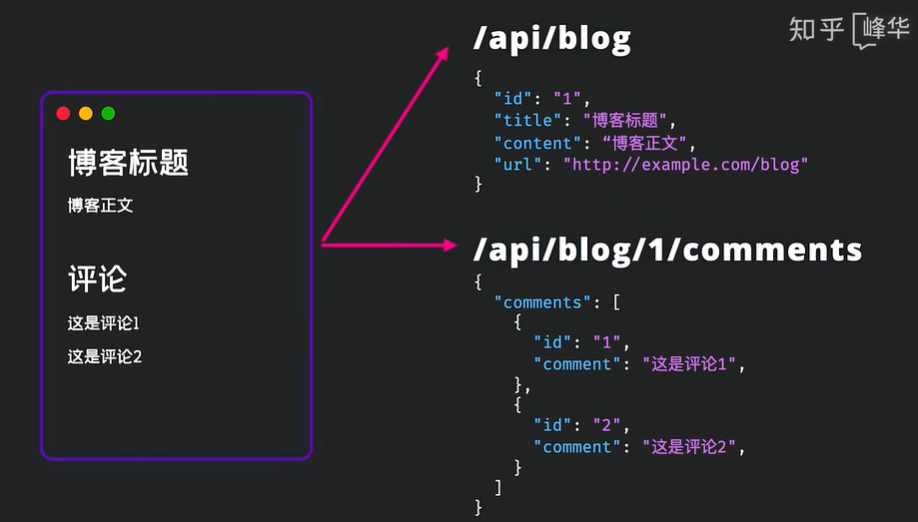 知乎 峰华
博客标题
博客正文
评论
这是评论1
这是评论2
/api/blog
{
"id": "1",
"title": "博客标题",
"content": “博客正文",
"url": "http://example.com/blog"
}
/api/blog/1/comments
{
"comments": [
{
"id": "1",
"comment": "这是评论1",
},
{
"id": "2",
"comment": "这是评论2",
}
]
}